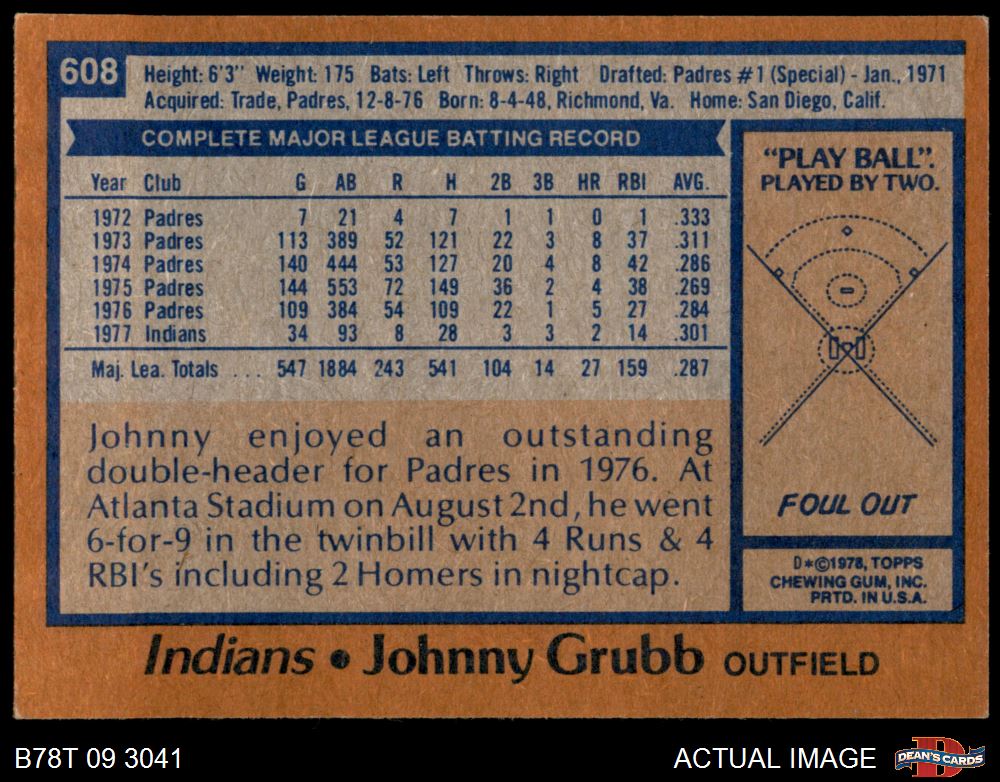 608
Height: 6'3" Weight: 175 Bats: Left Throws: Right Drafted: Padres #1 (Special) - Jan., 1971
Acquired: Trade, Padres, 12-8-76 Born: 8-4-48, Richmond, Va. Home: San Diego, Calif.
COMPLETE MAJOR LEAGUE BATTING RECORD
Year Club G AB R H 2B 3B HR RBI AVG.
1972 Padres 7 21 4 7 1 1 0 1 .333
1973 Padres 113 389 52 121 22 3 8 37 .311
1974 Padres 140 444 53 127 20 4 8 42 .286
1975 Padres 144 553 72 149 36 2 4 38 .269
1976 Padres 109 384 54 109 22 1 5 27 .284
1977 Indians 34 93 8 28 3 3 2 14 .301
Maj. Lea. Totals ... 547 1884 243 541 104 14 27 159 .287
Johnny enjoyed an outstanding
double-header for Padres in 1976. At
Atlanta Stadium on August 2nd, he went
6-for-9 in the twinbill with 4 Runs & 4
RBI's including 2 Homers in nightcap.
"PLAY BALL".
PLAYED BY TWO.
FOUL OUT
D*©1978, TOPPS
CHEWING GUM, INC.
PRTD. IN U.S.A.
Indians • Johnny Grubb OUTFIELD
B78T 09 3041
ACTUAL IMAGE
D
DEAN'S CARDS